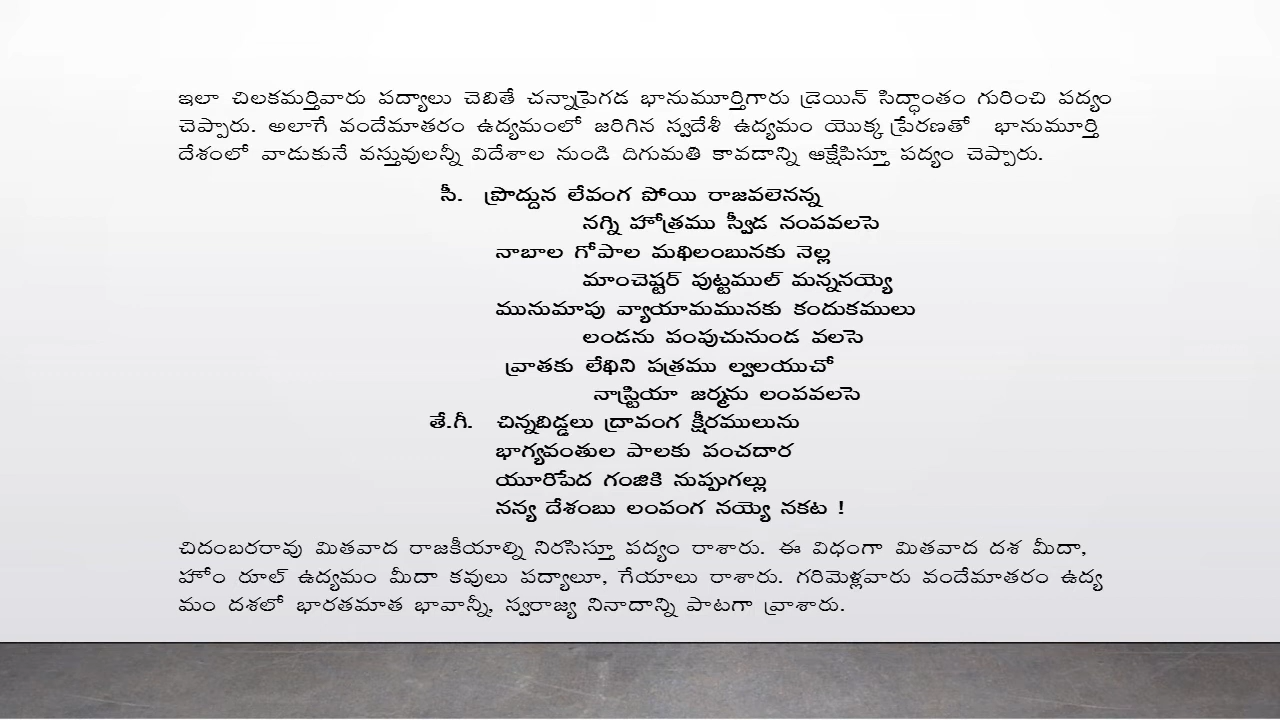 ఇలా చిలకమర్తివారు పద్యాలు చెబితే చన్నాప్రెగడ భానుమూర్తిగారు డ్రెయిన్ సిద్ధాంతం గురించి పద్యం
చెప్పారు. అలాగే వందేమాతరం ఉద్యమంలో జరిగిన స్వదేశీ ఉద్యమం యొక్క ప్రేరణతో భానుమూర్తి
దేశంలో వాడుకునే వస్తువులన్నీ విదేశాల నుండి దిగుమతి కావడాన్ని ఆక్షేపిస్తూ పద్యం చెప్పారు.
సీ. ప్రొద్దున లేవంగ పోయి రాజవలెనన్న
నగ్ని హోత్రము స్వీడ నంపవలసె
నాబాల గోపాల మఖిలంబునకు నెల్ల
మాంచెష్టర్ పుట్టముల్ మన్ననయ్యె
మునుమాపు వ్యాయామమునకు కందుకములు
లండను పంపుచునుండ వలసె
వ్రాతకు లేఖిని పత్రము ల్వలయుచో
నాస్ట్రియా జర్మను లంపవలసె
తే.గీ. చిన్నబిడ్డలు ద్రావంగ క్షీరములును
భాగ్యవంతుల పాలకు పంచదార
యూరిపేద గంజికి నుప్పుగల్లు
నన్య దేశంబు లంపంగ నయ్యె నకట !
చిదంబరరావు మితవాద రాజకీయాల్ని నిరసిస్తూ పద్యం రాశారు. ఈ విధంగా మితవాద దశ మీదా,
హోం రూల్ ఉద్యమం మీదా కవులు పద్యాలూ, గేయాలు రాశారు. గరిమెళ్లవారు వందేమాతరం ఉద్య
మం దశలో భారతమాత భావాన్నీ, స్వరాజ్య నినాదాన్ని పాటగా వ్రాశారు.